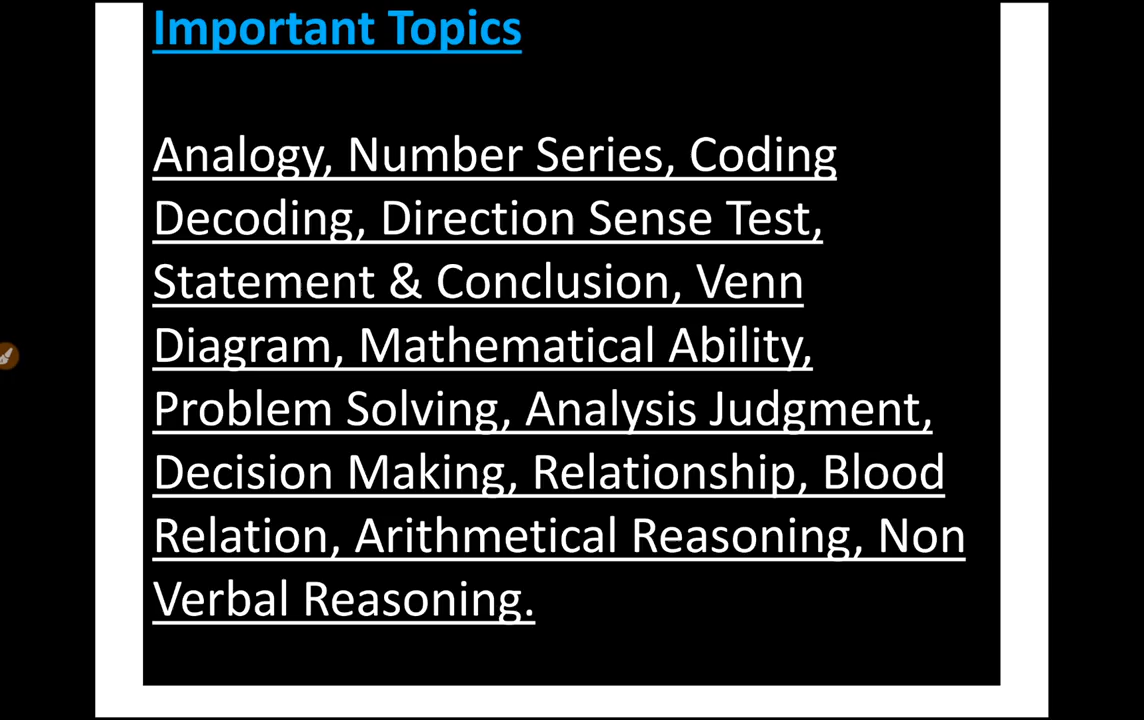 Important Topics
Analogy, Number Series, Coding
Decoding, Direction Sense Test,
Statement & Conclusion, Venn
Diagram, Mathematical Ability,
Problem Solving, Analysis Judgment,
Decision Making, Relationship, Blood
Relation, Arithmetical Reasoning, Non
Verbal Reasoning.